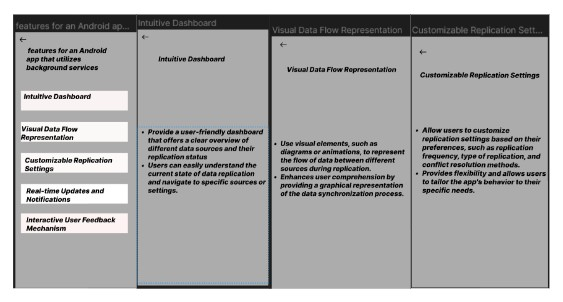 features for an Android ap...
←
features for an Android
app that utilizes
background services
Intuitive Dashboard
Visual Data Flow
Representation
Customizable Replication
Settings
Real-time Updates and
Notifications
Interactive User Feedback
Mechanism
Intuitive Dashboard
←
Intuitive Dashboard
• Provide a user-friendly dashboard
that offers a clear overview of
different data sources and their
replication status
• Users can easily understand the
current state of data replication
and navigate to specific sources or
settings.
Visual Data Flow Representation
←
Visual Data Flow Representation
• Use visual elements, such as
diagrams or animations, to represent
the flow of data between different
sources during replication.
• Enhances user comprehension by
providing a graphical representation
of the data synchronization process.
Customizable Replication Sett...
←
Customizable Replication Settings
• Allow users to customize
replication settings based on their
preferences, such as replication
frequency, type of replication, and
conflict resolution methods.
• Provides flexibility and allows users
to tailor the app's behavior to their
specific needs.